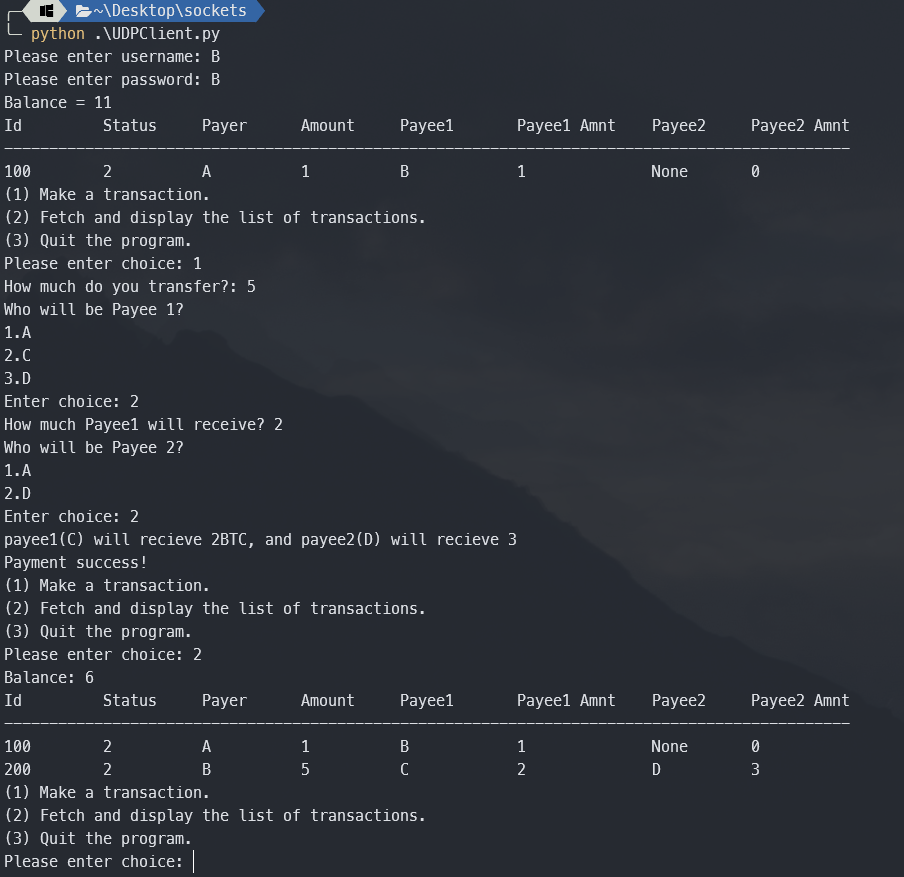 ~\Desktop\sockets
python .\UDPClient.py
Please enter username: B
Please enter password: B
Balance = 11
Id Status Payer Amount Payee1 Payee1 Amnt Payee2 Payee2 Amnt
100 2 A 1 B 1 None 0
(1) Make a transaction.
(2) Fetch and display the list of transactions.
(3) Quit the program.
Please enter choice: 1
How much do you transfer?: 5
Who will be Payee 1?
1.A
2.C
3.D
Enter choice: 2
How much Payee1 will receive? 2
Who will be Payee 2?
1.A
2.D
Enter choice: 2
payee1(C) will recieve 2BTC, and payee2(D) will recieve 3
Payment success!
(1) Make a transaction.
(2) Fetch and display the list of transactions.
(3) Quit the program.
Please enter choice: 2
Balance: 6
Id Status Payer Amount Payee1 Payee1 Amnt Payee2 Payee2 Amnt
100 2 A 1 B 1 None 0
200 2 B 5 C 2 D 3
(1) Make a transaction.
(2) Fetch and display the list of transactions.
(3) Quit the program.
Please enter choice: